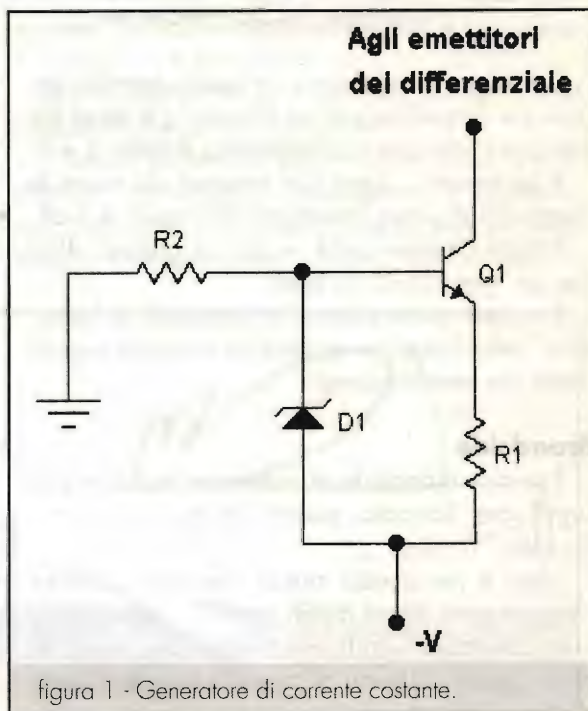 Agli emettitori
del differenziale
R2
Q1
D1
R1
-V
figura 1 - Generatore di corrente costante.